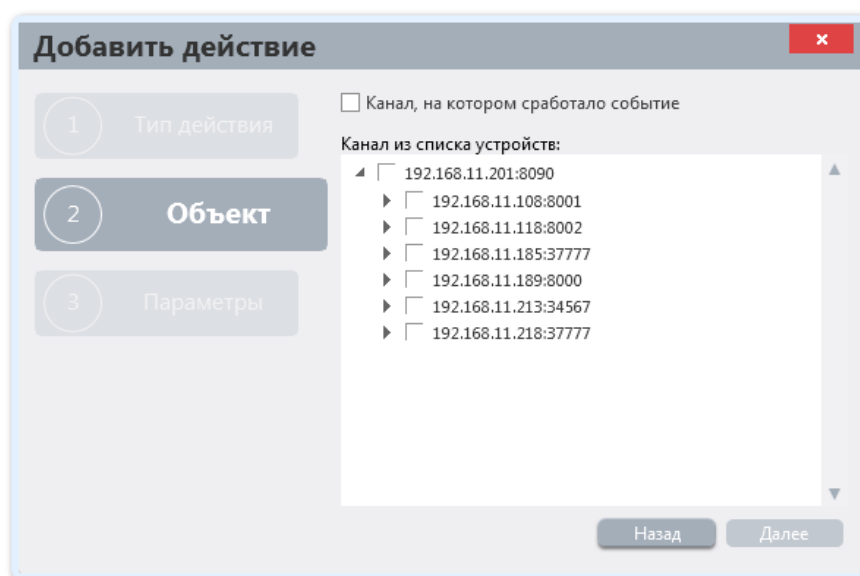 Добавить действие
1 Тип действия
2 Объект
3 Параметры
Канал, на котором сработало событие
Канал из списка устройств:
192.168.11.201:8090
192.168.11.108:8001
192.168.11.118:8002
192.168.11.185:37777
192.168.11.189:8000
192.168.11.213:34567
192.168.11.218:37777
Назад Далее